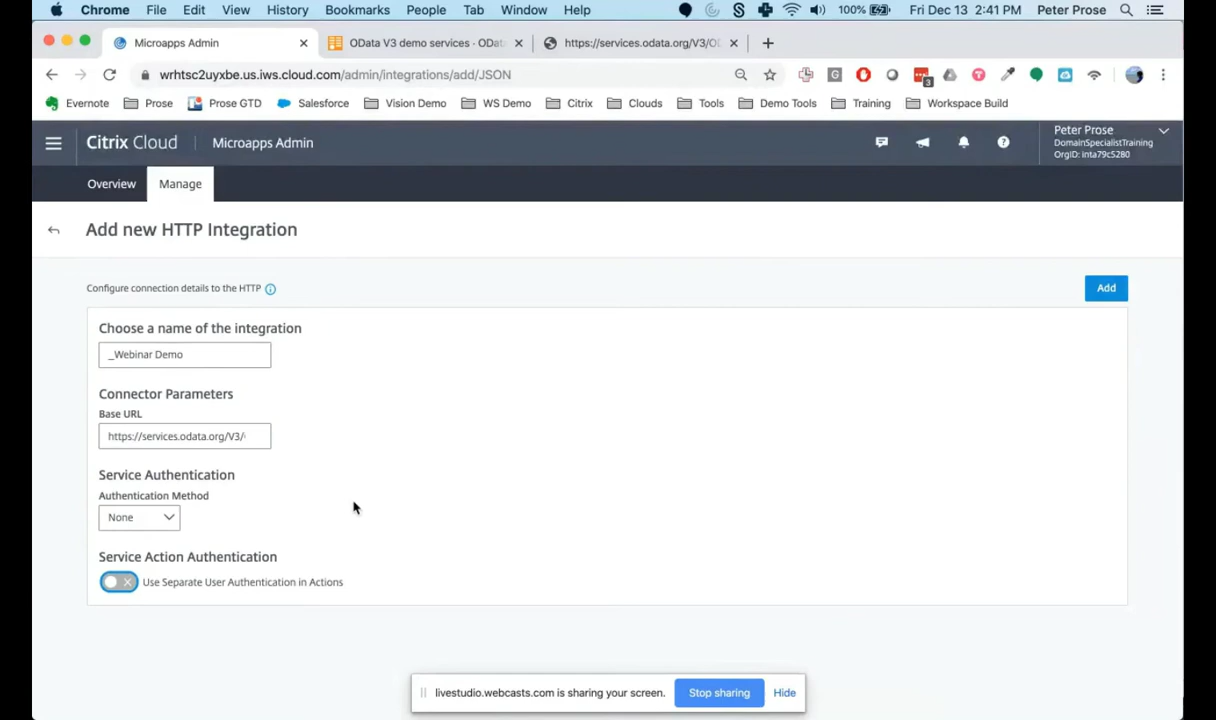 Chrome File Edit View History Bookmarks People Tab Window Help 100% Fri Dec 13 2:41 PM Peter Prose
Microapps Admin OData V3 demo services · OData https://services.odata.org/V3/O
wrhtsc2uyxbe.us.iws.cloud.com/admin/integrations/add/JSON G T 3
Evernote Prose Prose GTD Salesforce Vision Demo WS Demo Citrix Clouds Tools Demo Tools Training Workspace Build
Citrix Cloud Microapps Admin
Peter Prose
DomainSpecialistTraining
OrgID: inta79c5280
Overview Manage
Add new HTTP Integration
Configure connection details to the HTTP
Add
Choose a name of the integration
_Webinar Demo
Connector Parameters
Base URL
https://services.odata.org/V3/
Service Authentication
Authentication Method
None
Service Action Authentication
Use Separate User Authentication in Actions
livestudio.webcasts.com is sharing your screen. Stop sharing Hide